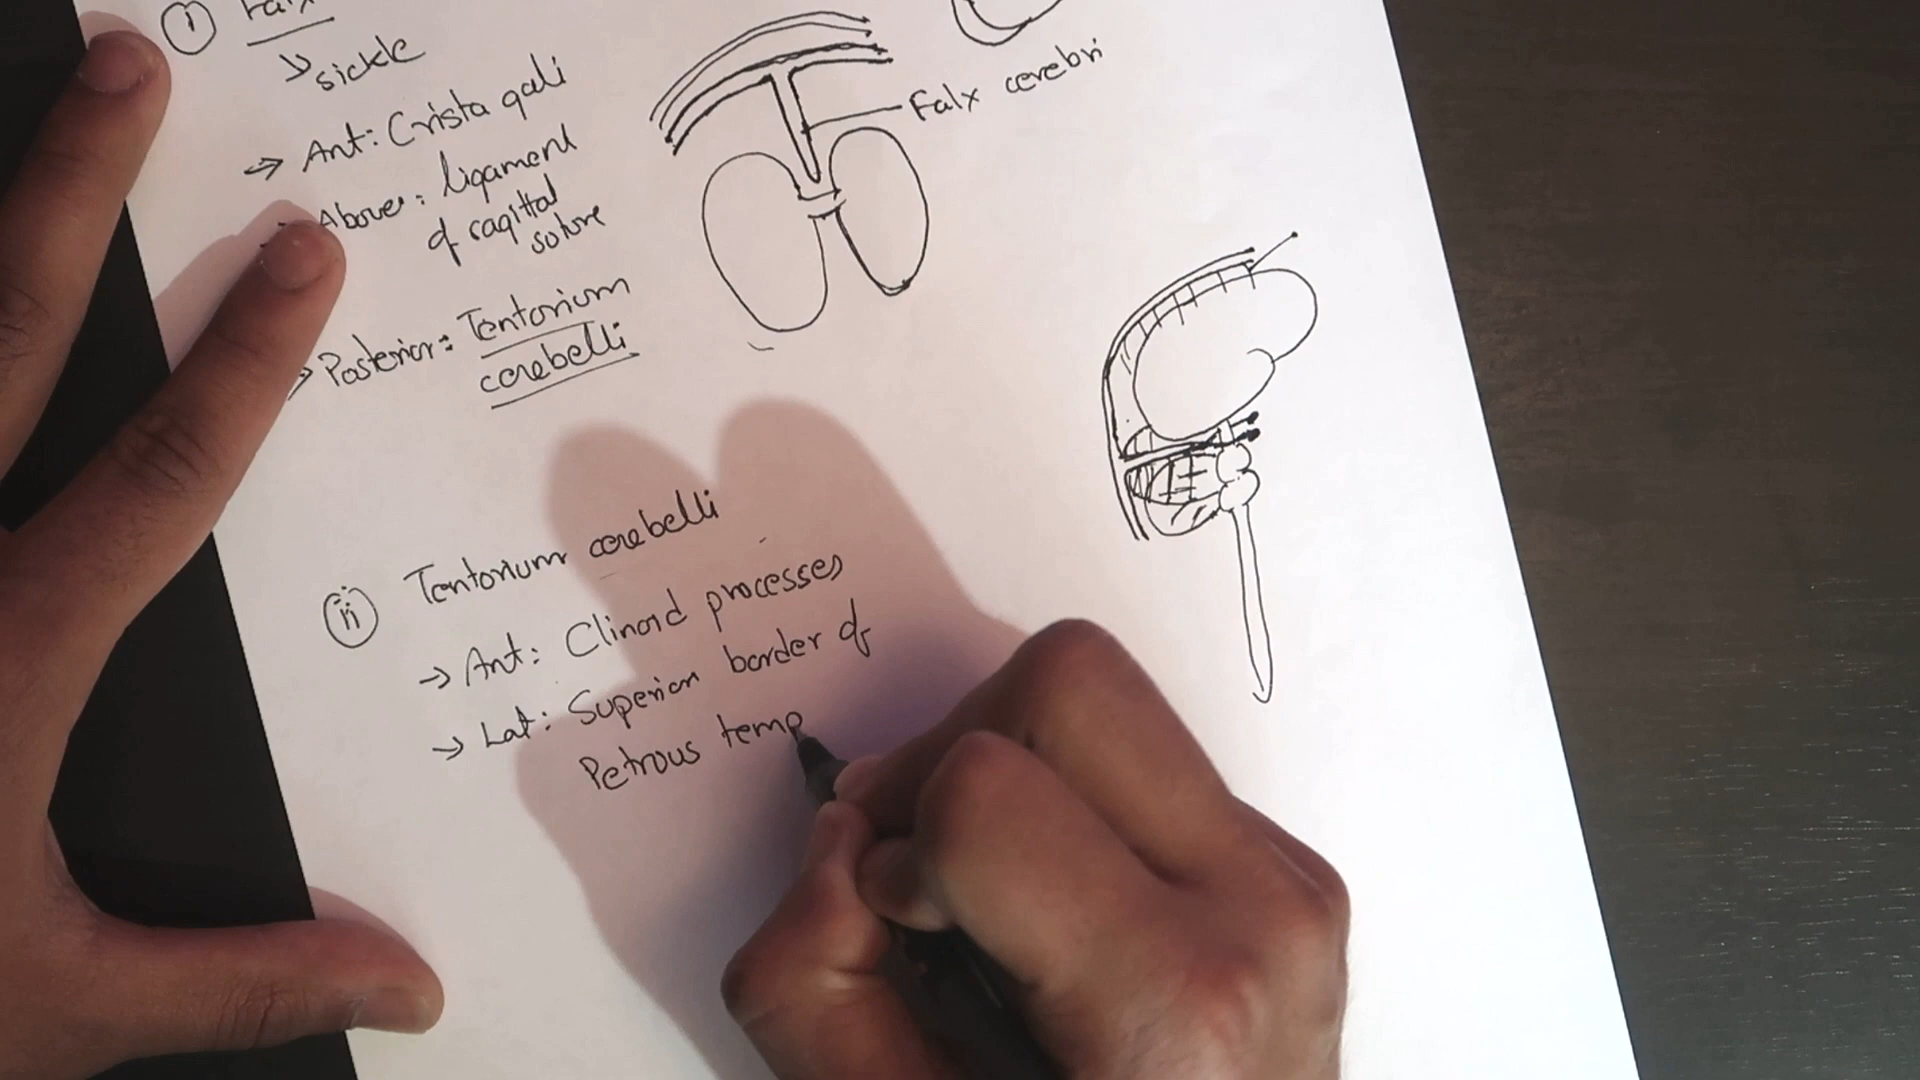 i
→ sickle
→ Ant: Crista gali
Above: ligament
of sagittal
suture
→ Posterior: Tentorium
cerebelli
Falx cerebri
ii Tentorium cerebelli
→ Ant: Clinoid processes
→ Lat: Superior border of
Petrous temp